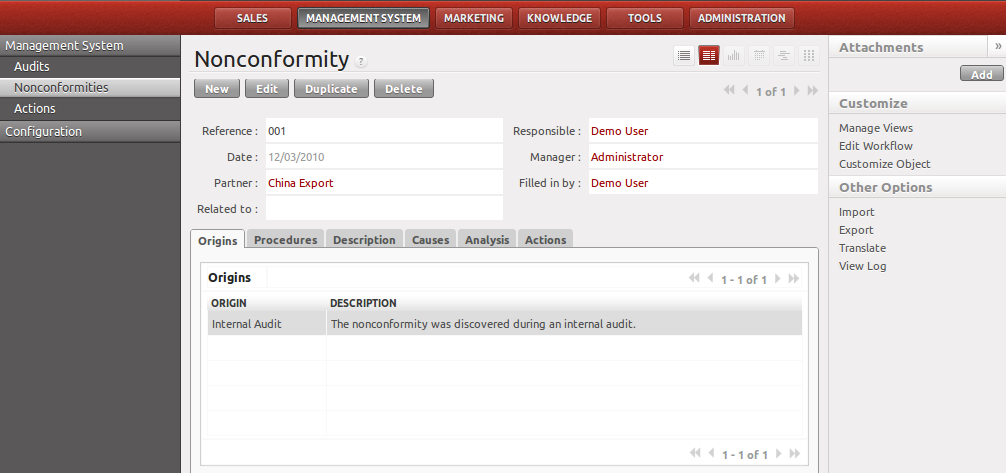 SALES MANAGEMENT SYSTEM MARKETING KNOWLEDGE TOOLS ADMINISTRATION
Management System
Audits
Nonconformities
Actions
Configuration
Nonconformity ?
New Edit Duplicate Delete
1 of 1
Reference : 001
Responsible : Demo User
Date : 12/03/2010
Manager : Administrator
Partner : China Export
Filled in by : Demo User
Related to :
Origins Procedures Description Causes Analysis Actions
Origins
1 - 1 of 1
ORIGIN DESCRIPTION
Internal Audit The nonconformity was discovered during an internal audit.
1 - 1 of 1
Attachments »
Add
Customize
Manage Views
Edit Workflow
Customize Object
Other Options
Import
Export
Translate
View Log